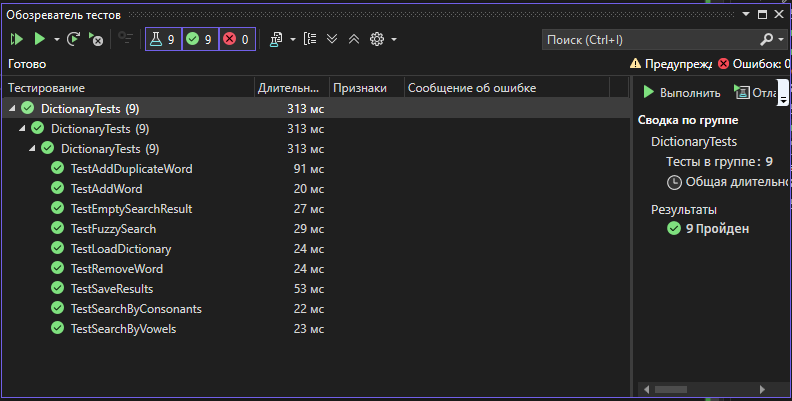 Обозреватель тестов
9 9 0
Поиск (Ctrl+I)
Готово
Предупрежд Ошибок: 0
Тестирование Длительн... Признаки Сообщение об ошибке
DictionaryTests (9) 313 мс
DictionaryTests (9) 313 мс
DictionaryTests (9) 313 мс
TestAddDuplicateWord 91 мс
TestAddWord 20 мс
TestEmptySearchResult 27 мс
TestFuzzySearch 29 мс
TestLoadDictionary 24 мс
TestRemoveWord 24 мс
TestSaveResults 53 мс
TestSearchByConsonants 22 мс
TestSearchByVowels 23 мс
Выполнить Отла
Сводка по группе
DictionaryTests
Тесты в группе: 9
Общая длительно
Результаты
9 Пройден